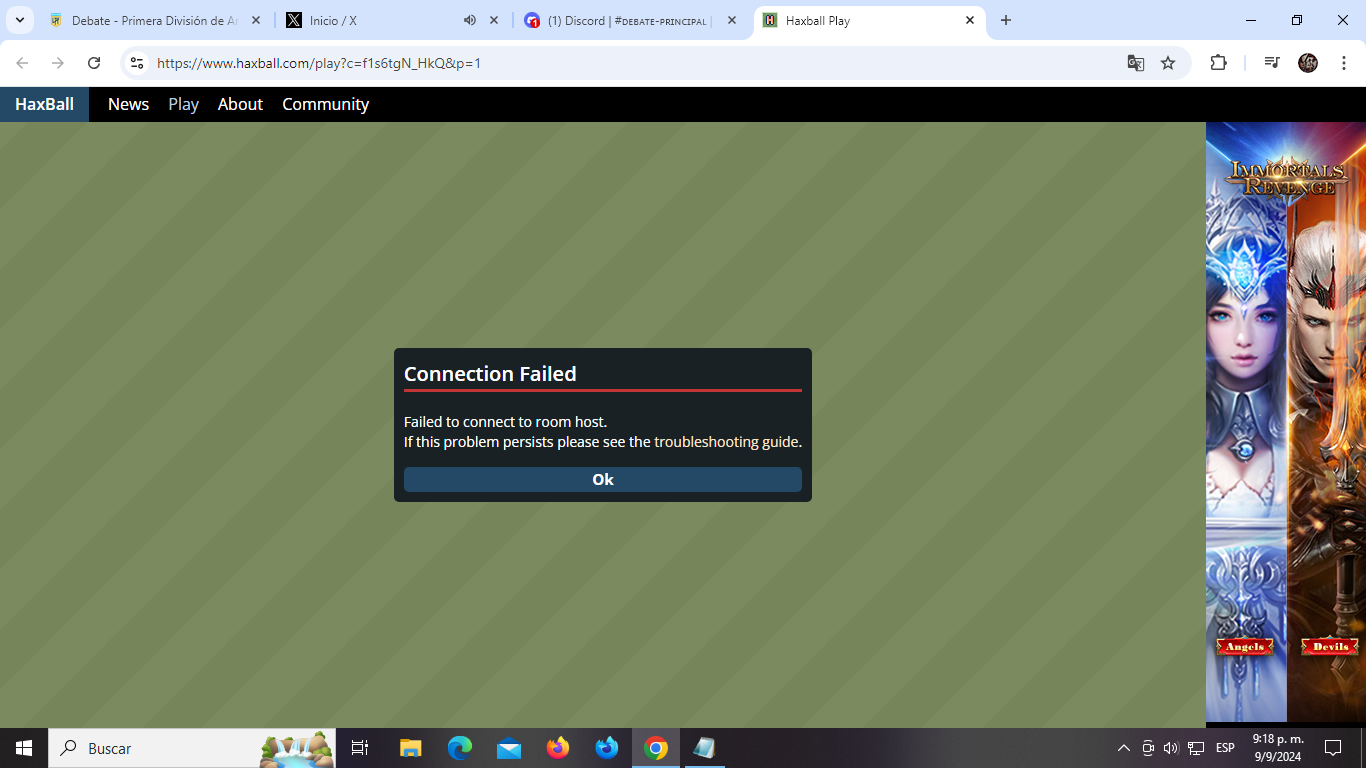 Debate - Primera División de Ar
Inicio / X
(1) Discord | #ᴅᴇʙᴀᴛᴇ-ᴘʀɪɴᴄɪᴘᴀʟ |
Haxball Play
https://www.haxball.com/play?c=f1s6tgN_HkQ&p=1
HaxBall
News
Play
About
Community
IMMORTALS
REVENGE
Connection Failed
Failed to connect to room host.
If this problem persists please see the troubleshooting guide.
Ok
Angels
Devils
Buscar
ESP
9:18 p. m.
9/9/2024